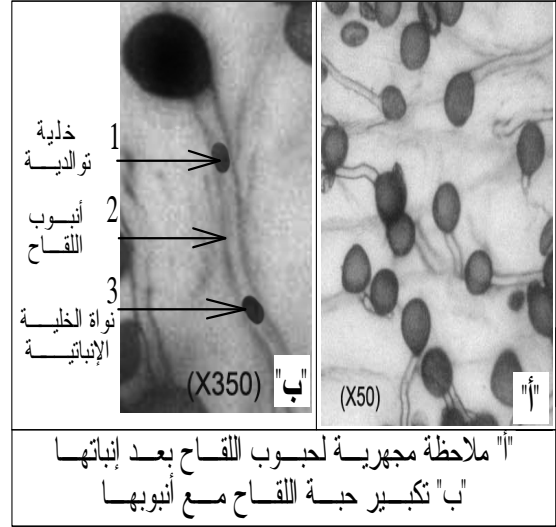 1
خلية
توالدية
2
أنبوب
اللقاح
3
نواة الخلية
الإنباتية
(X350)
"ب"
(X50)
"أ"
"أ" ملاحظة مجهرية لحبوب اللقاح بعد إنباتها
"ب" تكبير حبة اللقاح مع أنبوبها